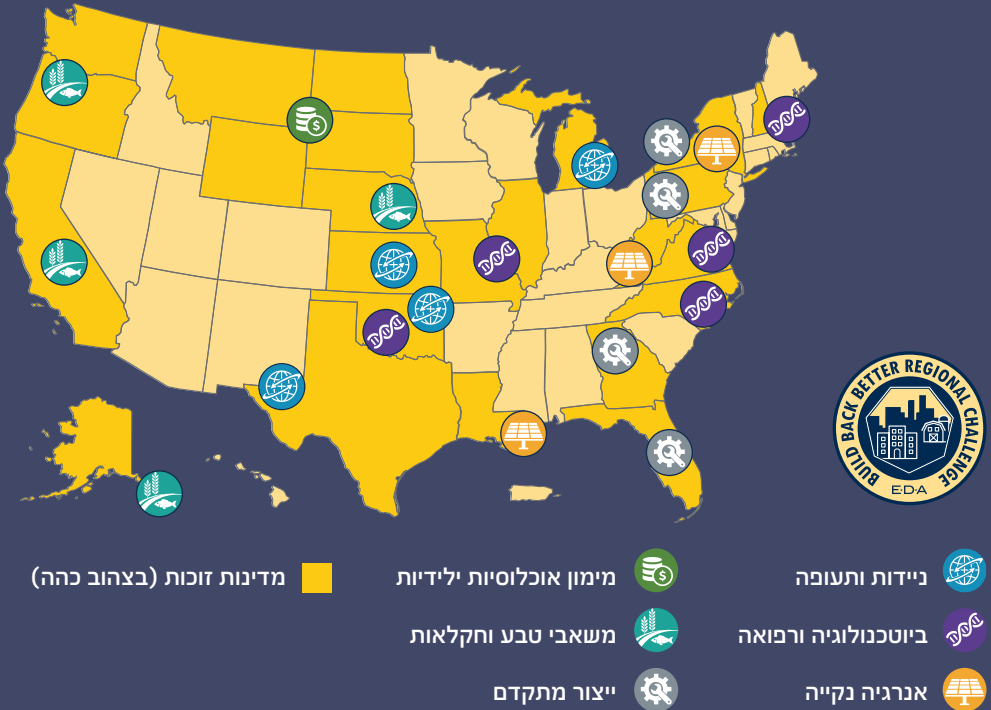 BUILD BACK BETTER REGIONAL CHALLENGE
E·D·A
ניידות ותעופה
מימון אוכלוסיות ילידיות
מדינות זוכות (בצהוב כהה)
ביוטכנולוגיה ורפואה
משאבי טבע וחקלאות
אנרגיה נקייה
ייצור מתקדם